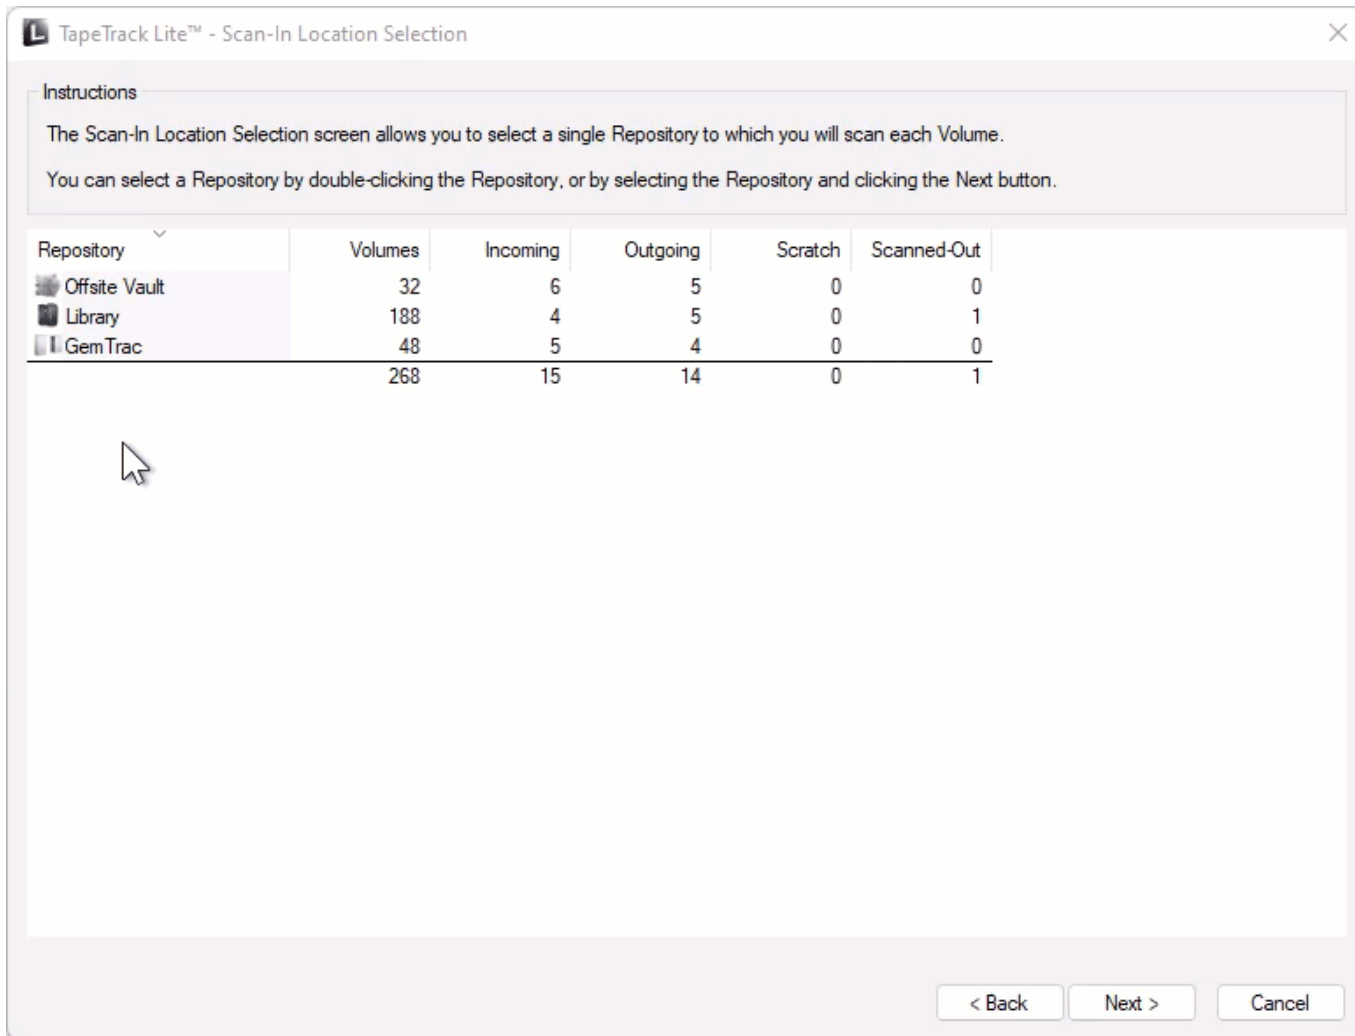 TapeTrack Lite™ - Scan-In Location Selection
Instructions
The Scan-In Location Selection screen allows you to select a single Repository to which you will scan each Volume.
You can select a Repository by double-clicking the Repository, or by selecting the Repository and clicking the Next button.
Repository Volumes Incoming Outgoing Scratch Scanned-Out
Offsite Vault 32 6 5 0 0
Library 188 4 5 0 1
GemTrac 48 5 4 0 0
268 15 14 0 1
< Back Next > Cancel